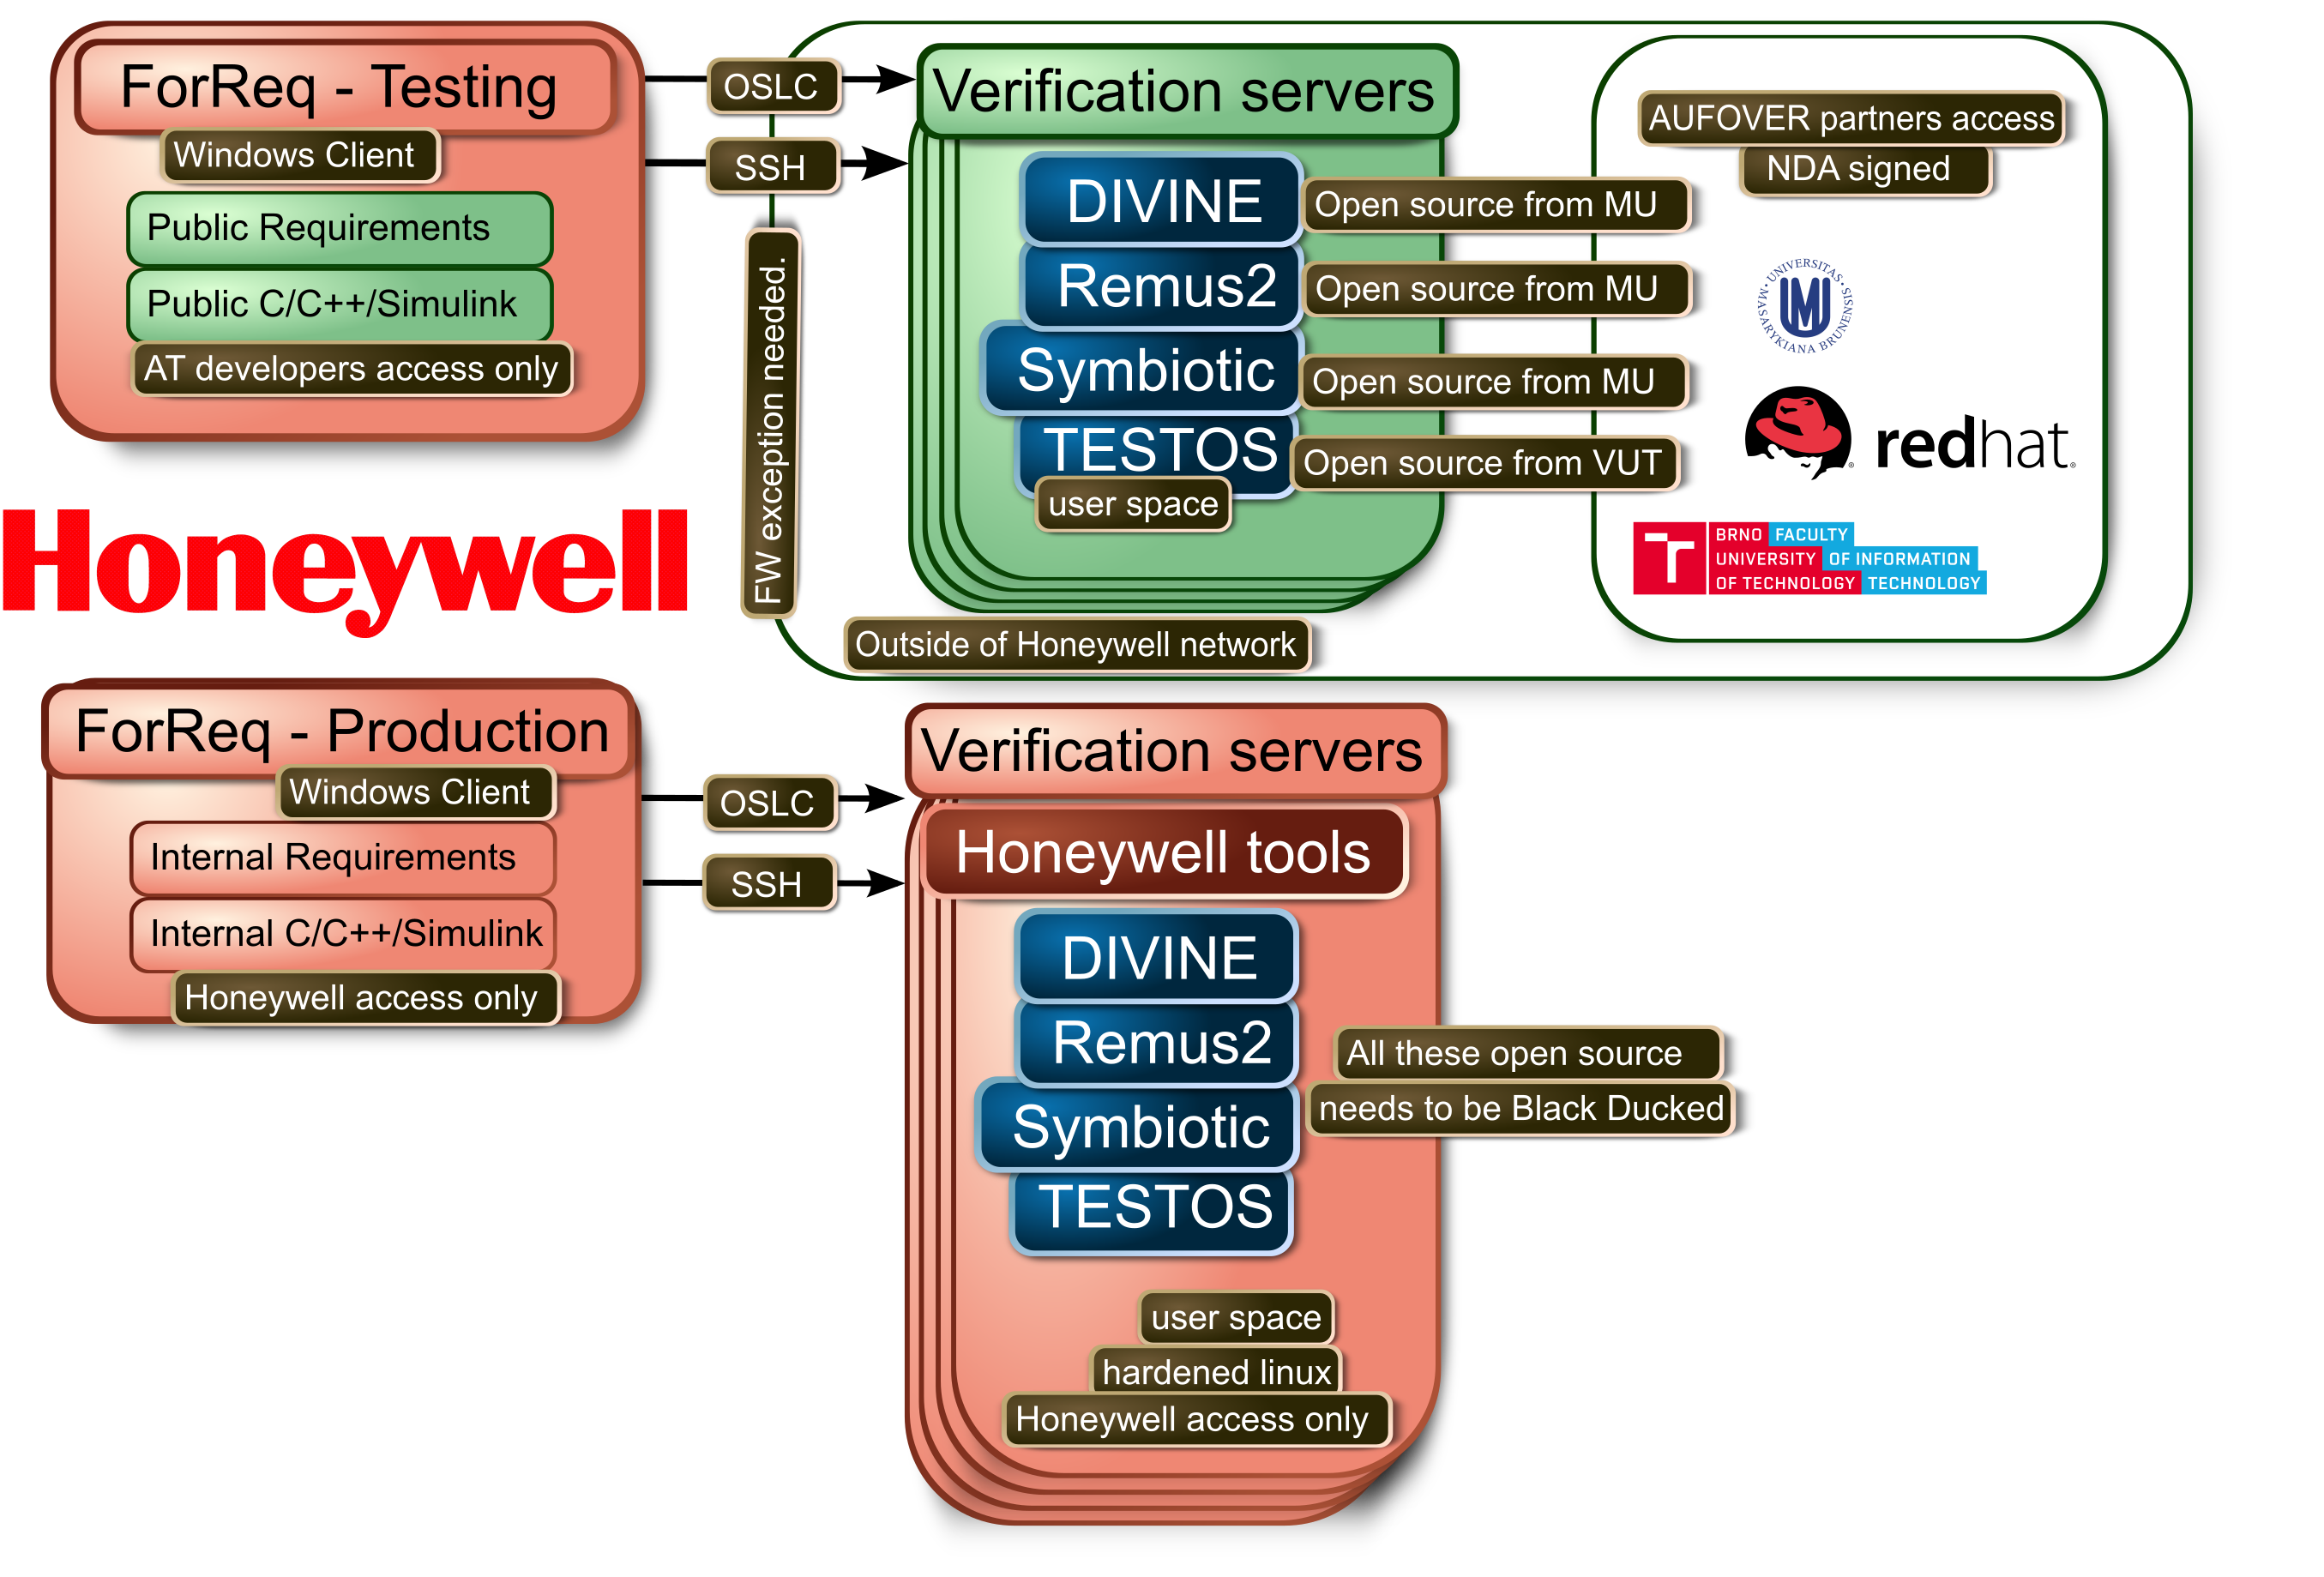 ForReq - Testing
Windows Client
Public Requirements
Public C/C++/Simulink
AT developers access only
OSLC
SSH
FW exception needed.
Verification servers
DIVINE
Open source from MU
Remus2
Open source from MU
Symbiotic
Open source from MU
TESTOS
Open source from VUT
user space
Outside of Honeywell network
AUFOVER partners access
NDA signed
UNIVERSITAS
MASARYKIANA BRUNENSIS
MU
redhat
BRNO FACULTY
UNIVERSITY OF INFORMATION
OF TECHNOLOGY TECHNOLOGY
Honeywell
ForReq - Production
Windows Client
Internal Requirements
Internal C/C++/Simulink
Honeywell access only
OSLC
SSH
Verification servers
Honeywell tools
DIVINE
Remus2
Symbiotic
TESTOS
All these open source
needs to be Black Ducked
user space
hardened linux
Honeywell access only